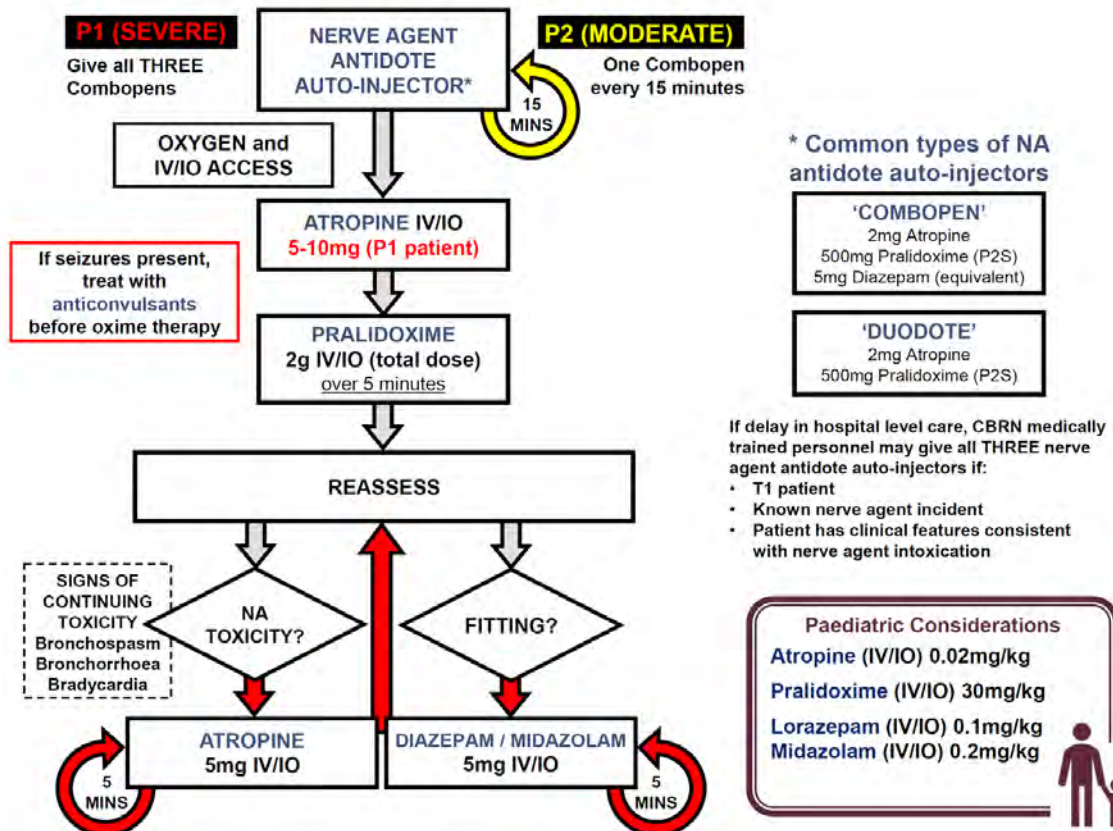 P1 (SEVERE)
Give all THREE
Combopens
NERVE AGENT
ANTIDOTE
AUTO-INJECTOR*
P2 (MODERATE)
One Combopen
every 15 minutes
15
MINS
OXYGEN and
IV/IO ACCESS
ATROPINE IV/IO
5-10mg (P1 patient)
If seizures present,
treat with
anticonvulsants
before oxime therapy
PRALIDOXIME
2g IV/IO (total dose)
over 5 minutes
REASSESS
SIGNS OF
CONTINUING
TOXICITY
Bronchospasm
Bronchorrhoea
Bradycardia
NA
TOXICITY?
FITTING?
ATROPINE
5mg IV/IO
5
MINS
DIAZEPAM / MIDAZOLAM
5mg IV/IO
5
MINS
* Common types of NA
antidote auto-injectors
‘COMBOPEN’
2mg Atropine
500mg Pralidoxime (P2S)
5mg Diazepam (equivalent)
‘DUODOTE’
2mg Atropine
500mg Pralidoxime (P2S)
If delay in hospital level care, CBRN medically
trained personnel may give all THREE nerve
agent antidote auto-injectors if:
• T1 patient
• Known nerve agent incident
• Patient has clinical features consistent
with nerve agent intoxication
Paediatric Considerations
Atropine (IV/IO) 0.02mg/kg
Pralidoxime (IV/IO) 30mg/kg
Lorazepam (IV/IO) 0.1mg/kg
Midazolam (IV/IO) 0.2mg/kg